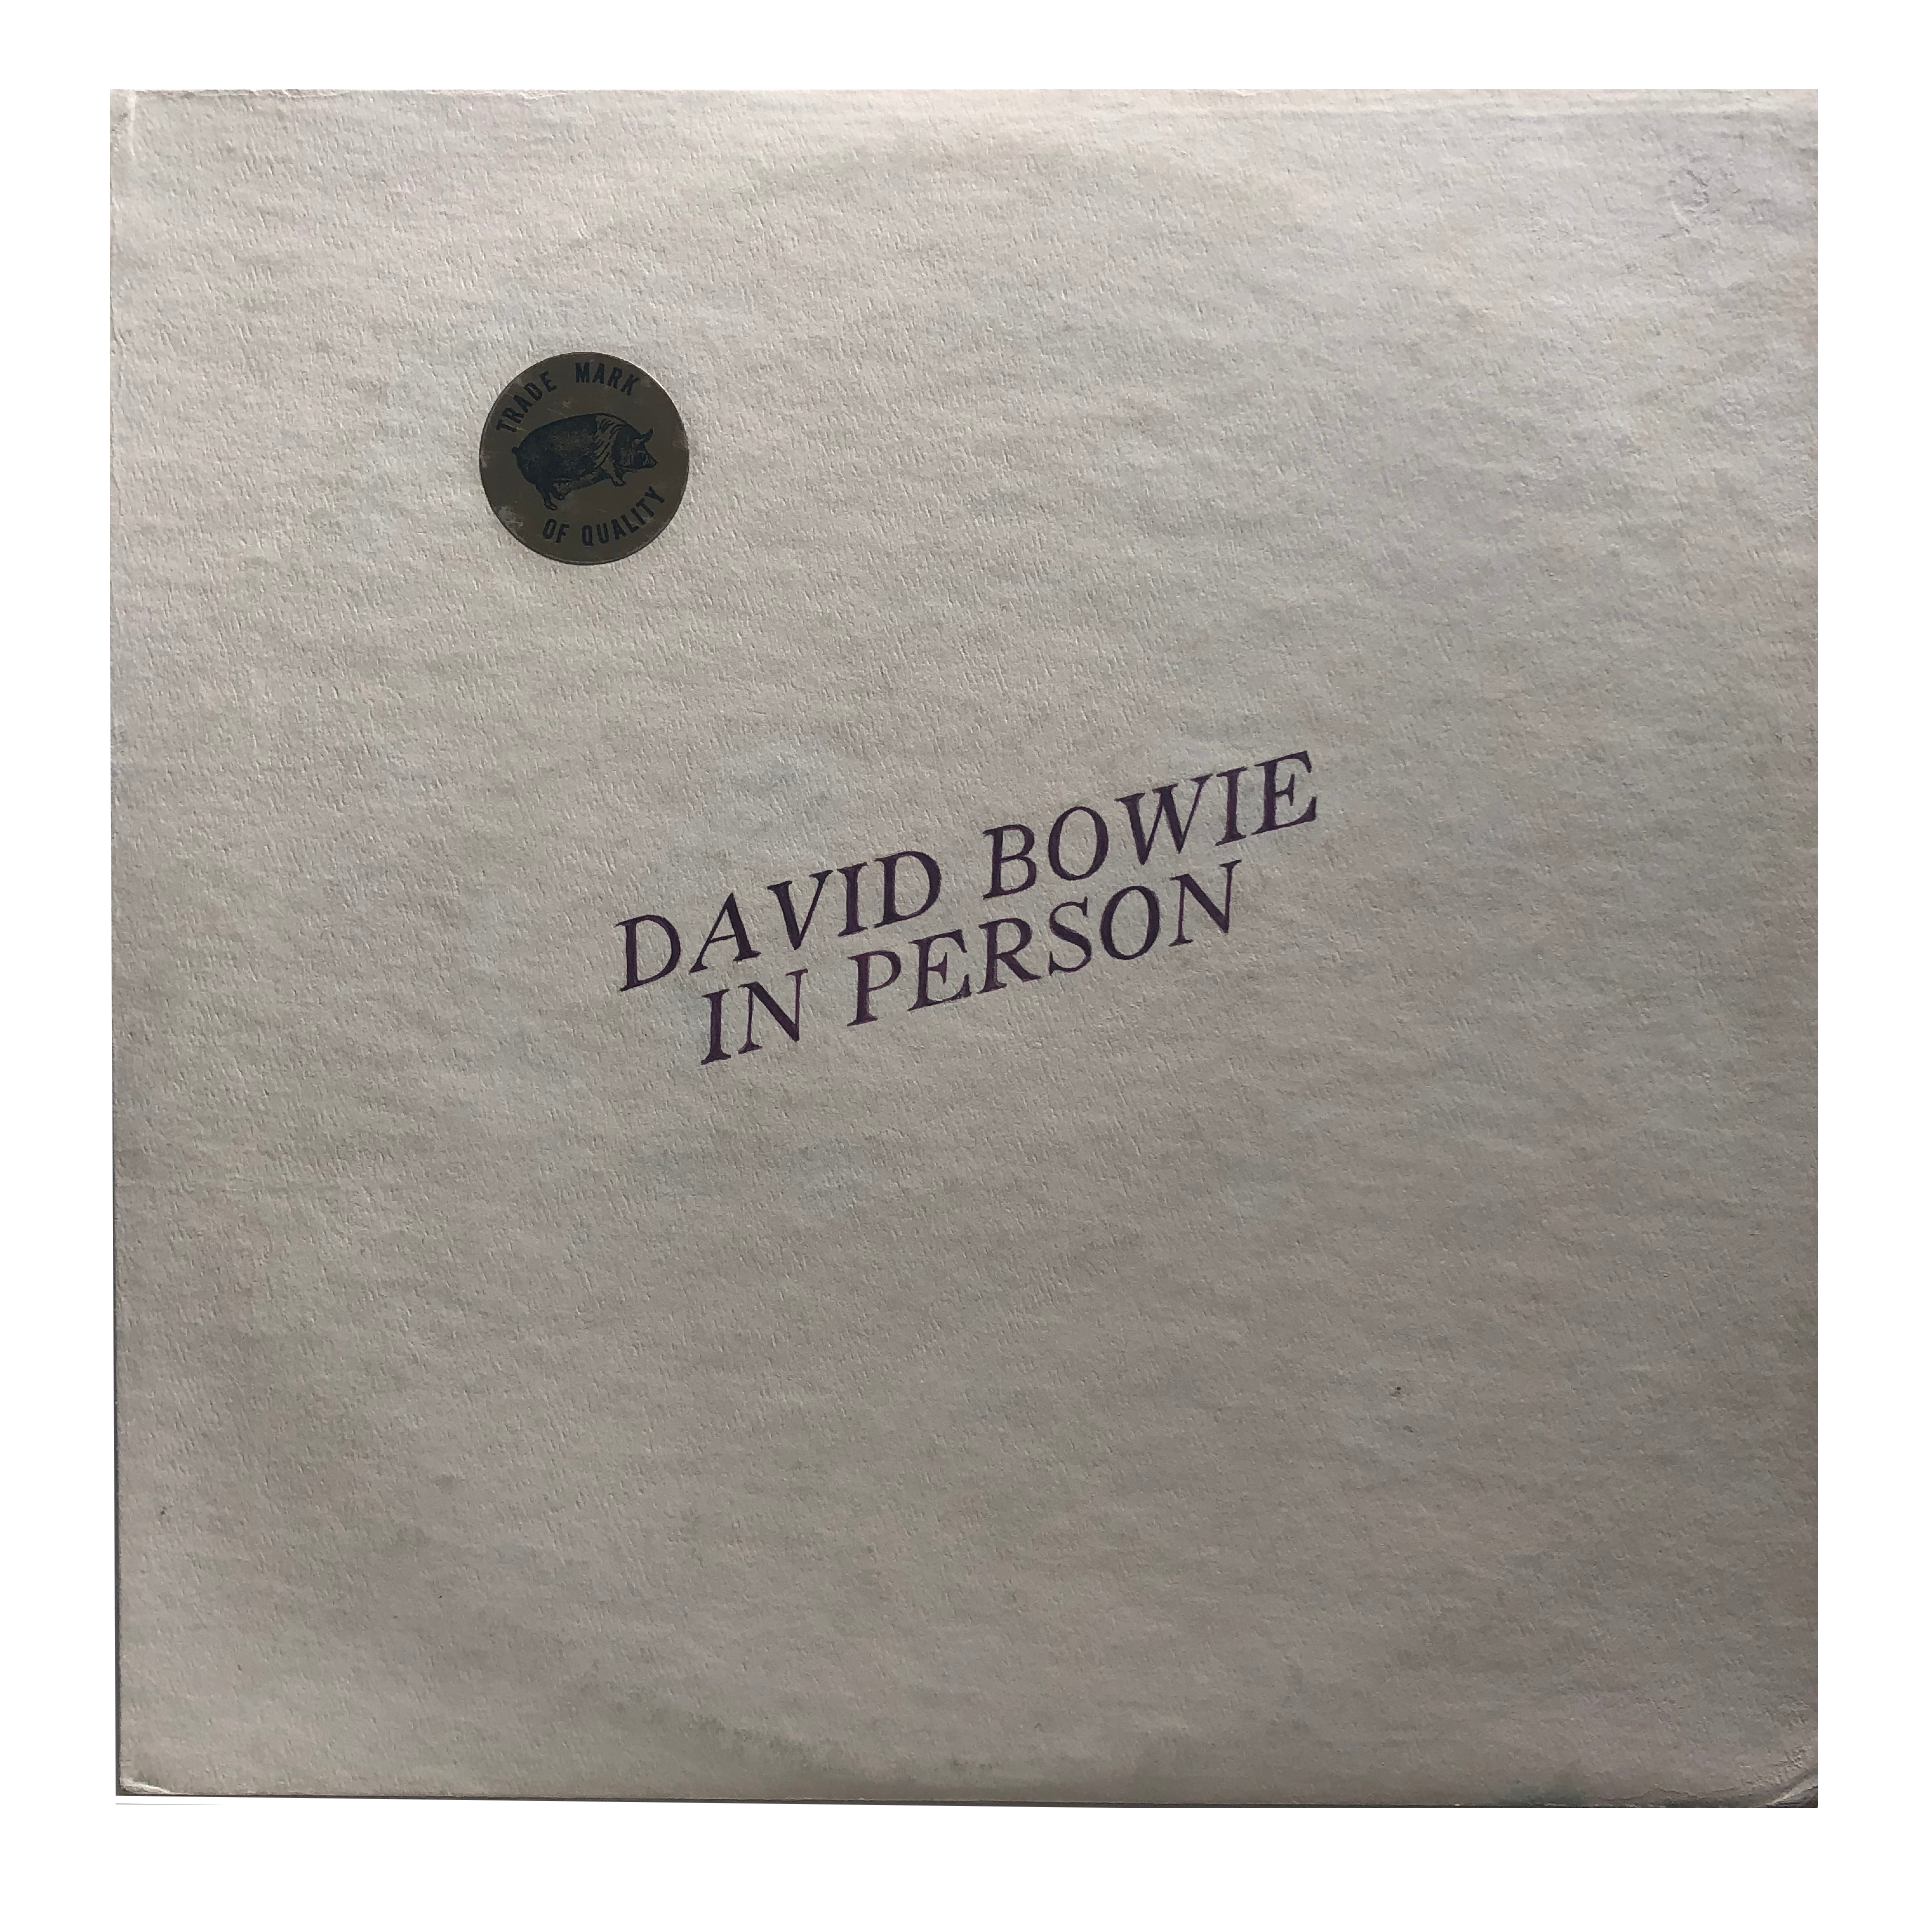 TRADE MARK
OF QUALITY
DAVID BOWIE
IN PERSON